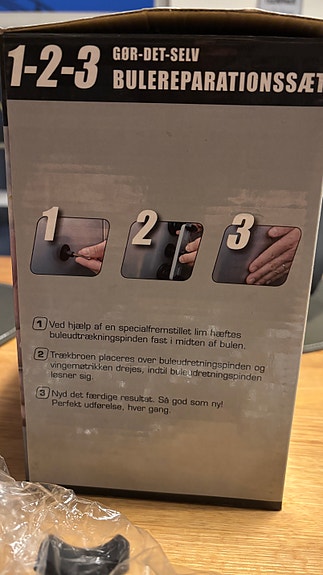 1-2-3 GØR-DET-SELV
BULEREPARATIONSSÆT
1 2 3
1 Ved hjælp af en specialfremstillet lim hæftes
buleudtrækningspinden fast i midten af bulen.
2 Trækbroen placeres over buleudretningspinden og
vingemøtrikken drejes, indtil buleudretningspinden
løsner sig.
3 Nyd det færdige resultat. Så god som ny!
Perfekt udførelse, hver gang.